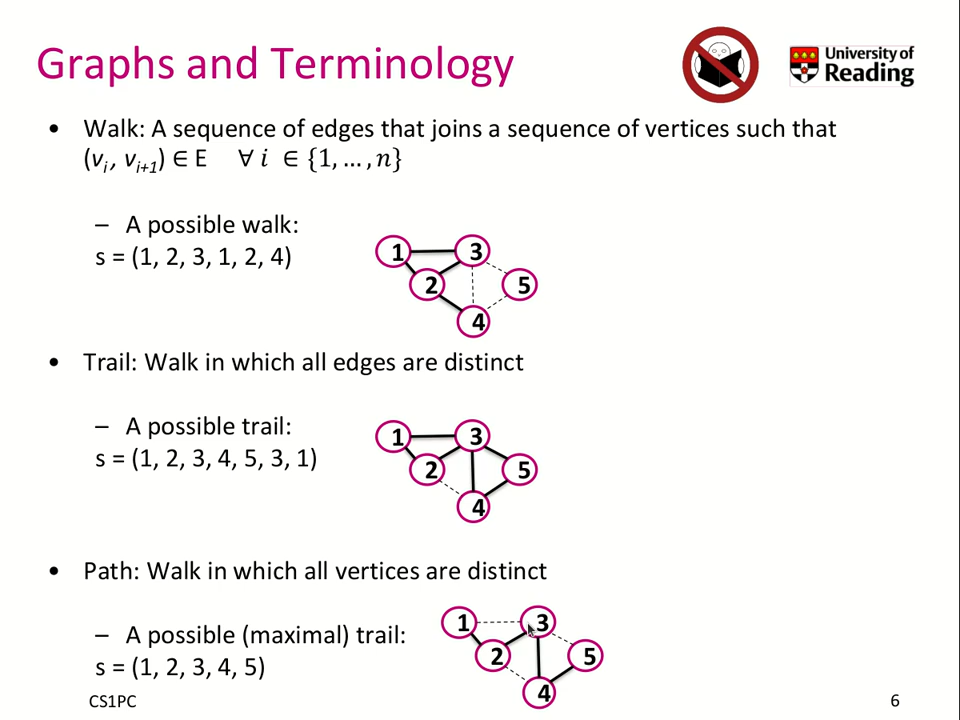 Graphs and Terminology
University of
Reading
• Walk: A sequence of edges that joins a sequence of vertices such that
(vi , vi+1) ∈ E ∀ i ∈ {1, … , n}
– A possible walk:
s = (1, 2, 3, 1, 2, 4)
1 3
2 5
4
• Trail: Walk in which all edges are distinct
– A possible trail:
s = (1, 2, 3, 4, 5, 3, 1)
1 3
2 5
4
• Path: Walk in which all vertices are distinct
– A possible (maximal) trail:
s = (1, 2, 3, 4, 5)
1 3
2 5
4
CS1PC
6